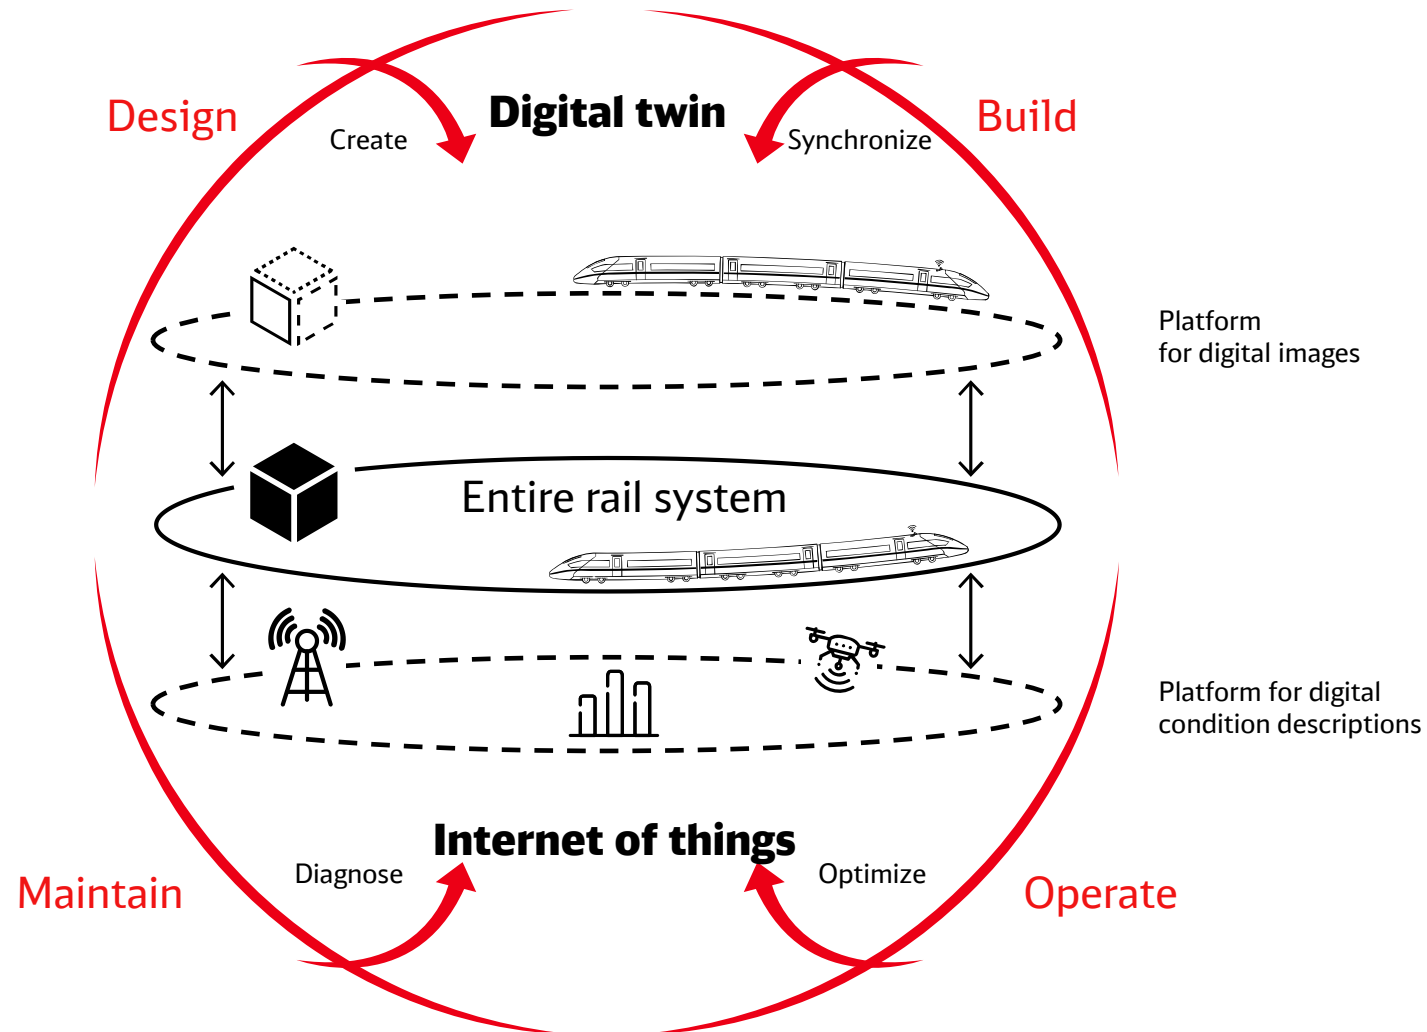 Digital twin
Design
Build
Create
Synchronize
Platform
for digital images
Entire rail system
Platform for digital
condition descriptions
Internet of things
Diagnose
Optimize
Maintain
Operate